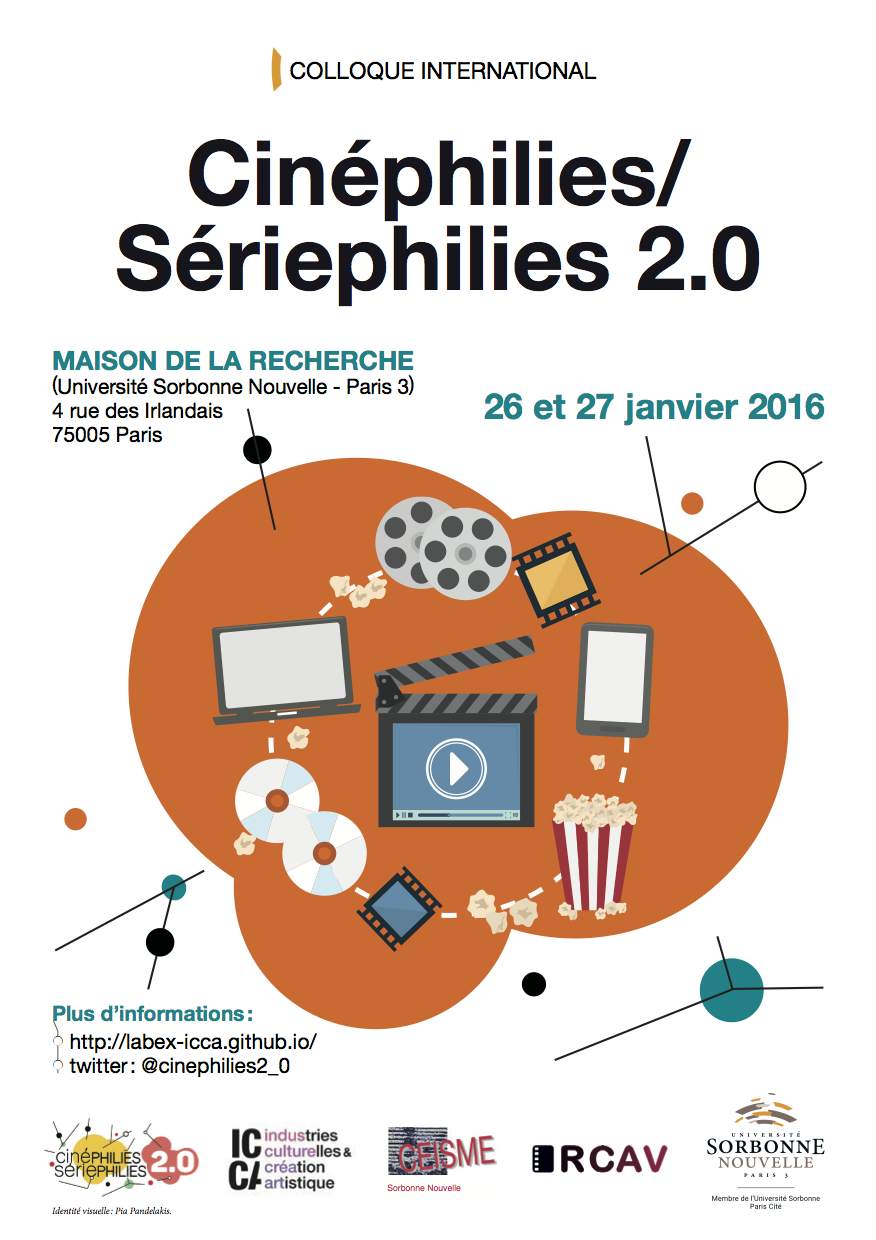 COLLOQUE INTERNATIONAL
Cinéphilies/
Sériephilies 2.0
MAISON DE LA RECHERCHE
(Université Sorbonne Nouvelle - Paris 3)
4 rue des Irlandais
75005 Paris
26 et 27 janvier 2016
Plus d’informations :
http://labex-icca.github.io/
twitter : @cinephilies2_0
cinéPHILIES
sériePHILIES 2.0
Identité visuelle : Pia Pandelakis.
IC
CA
industries
culturelles &
création
artistique
CEISME
Sorbonne Nouvelle
IRCAV
UNIVERSITÉ
SORBONNE
NOUVELLE
PARIS 3
Membre de l'Université Sorbonne
Paris Cité